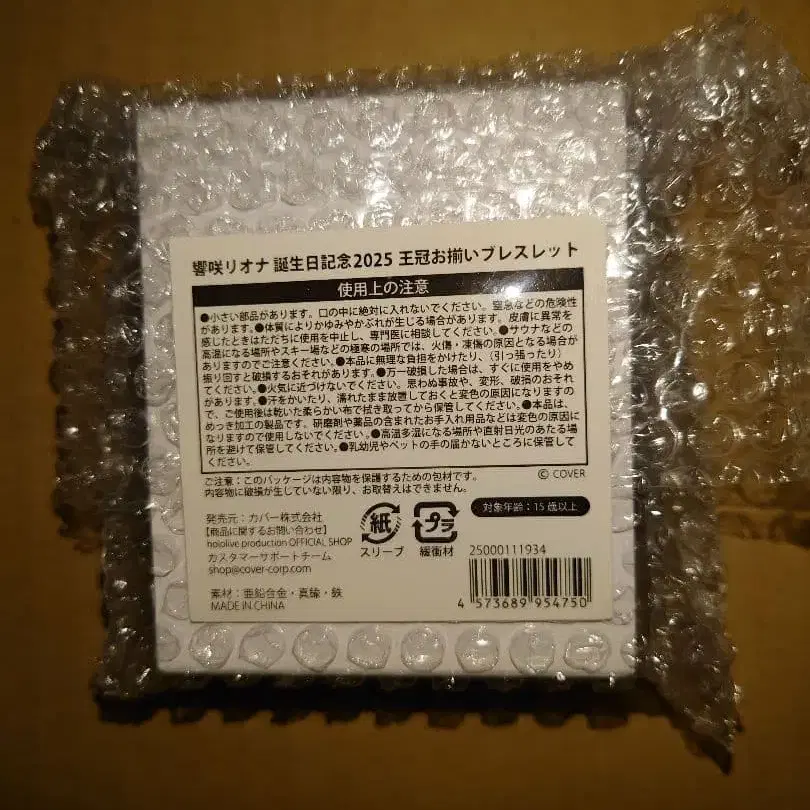 響咲リオナ 誕生日記念2025 王冠お揃いブレスレット
使用上の注意
●小さい部品があります。口の中に絶対に入れないでください。窒息などの危険性
があります。●体質によりかゆみやかぶれが生じる場合があります。皮膚に異常を
感じたときはただちに使用を中止し、専門医に相談してください。●サウナなどの
高温になる場所やスキー場などの極寒の場所では、火傷・凍傷の原因となる場合が
ありますのでご注意ください。●本品に無理な負担をかけたり、(引っ張ったり)
振り回すと破損するおそれがあります。●万一破損した場合は、すぐに使用をやめ
てください。●火気に近づけないでください。思わぬ事故や、変形、破損のおそれ
があります。●汗をかいたり、濡れたまま放置しておくと変色の原因になりますの
で、ご使用後は乾いた柔らかい布で拭き取ってから保管してください。●本品は、
めっき加工の製品です。研磨剤や薬品の含まれたお手入れ用品などは変色の原因に
なりますので使用しないでください。●高温多湿になる場所や直射日光のあたる場
所を避けて保管してください。●乳幼児やペットの手の届かないところに保管して
ください。
ご注意:このパッケージは内容物を保護するための包材です。
内容物に破損が生じていない限り、お取替えはできません。
© COVER
発売元:カバー株式会社
【商品に関するお問い合わせ】
hololive production OFFICIAL SHOP
カスタマーサポートチーム
shop@cover-corp.com
紙
スリーブ
プラ
緩衝材
対象年齢:15歳以上
25000111934
素材:亜鉛合金・真鍮・鉄
MADE IN CHINA
4 573689 954750